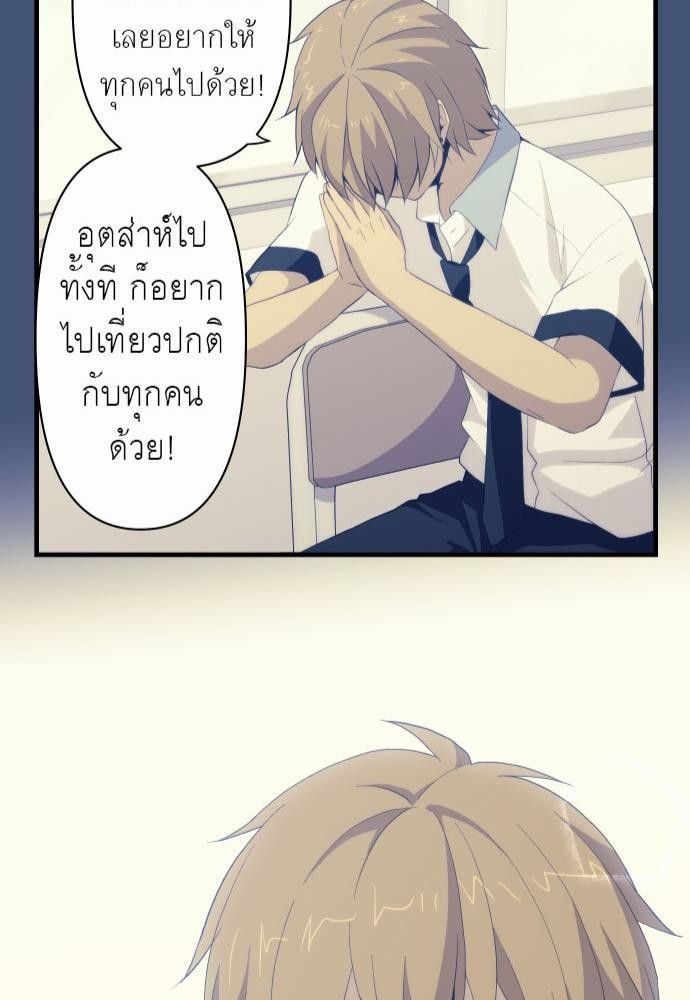 เลยอยากให้
ทุกคนไปด้วย!
อุตส่าห์ไป
ทั้งที ก็อยาก
ไปเที่ยวปกติ
กับทุกคน
ด้วย!